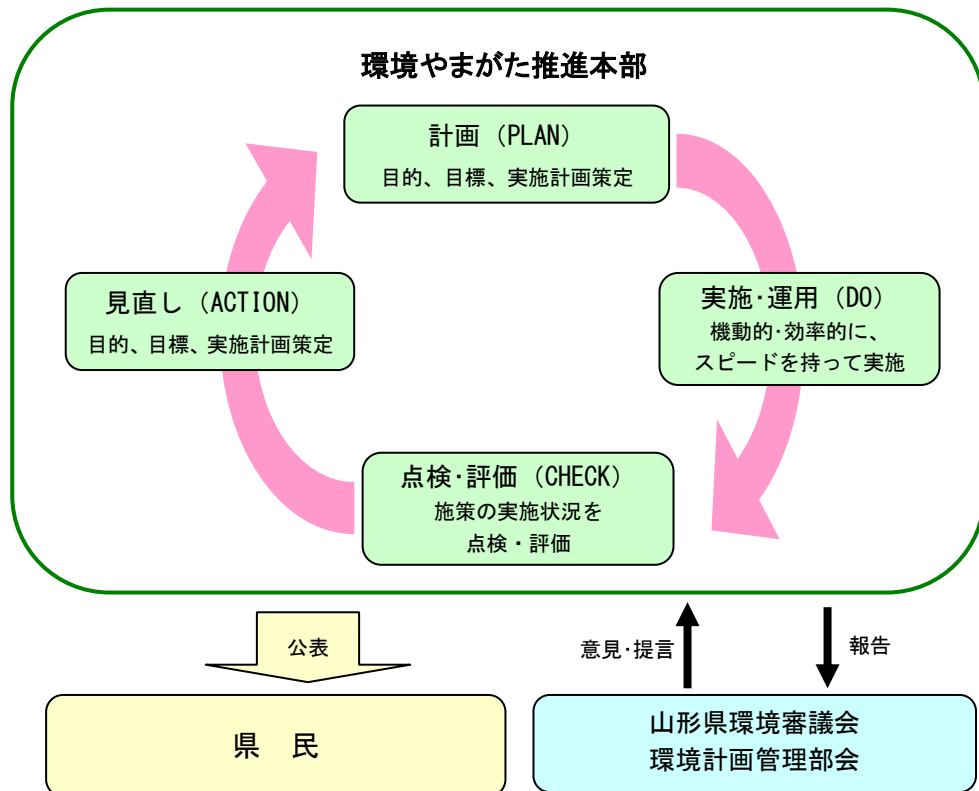 環境やまがた推進本部
計画（PLAN）
目的、目標、実施計画策定
見直し（ACTION）
目的、目標、実施計画策定
実施･運用（DO）
機動的･効率的に、
スピードを持って実施
点検･評価（CHECK）
施策の実施状況を
点検・評価
公表
意見･提言
報告
県　民
山形県環境審議会
環境計画管理部会